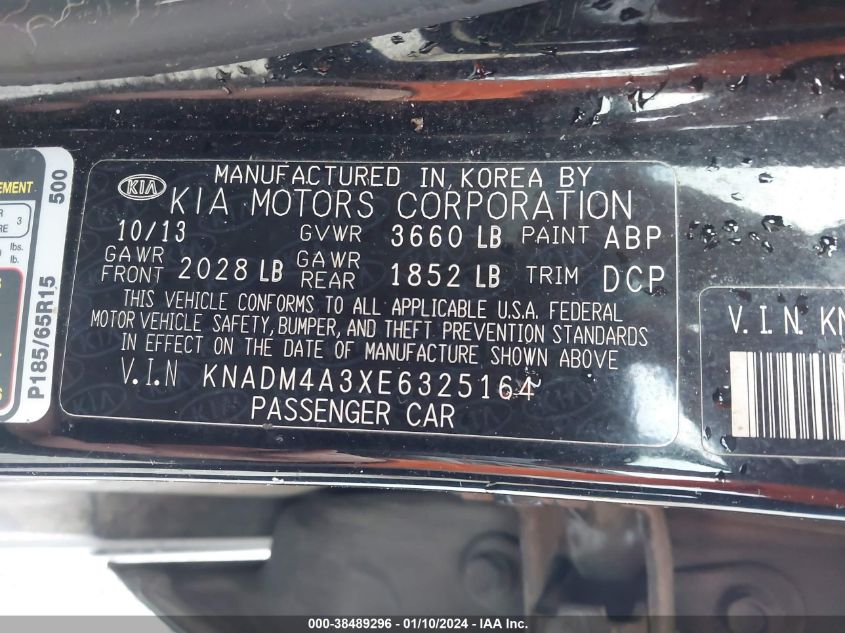 EMENT
500
3
lbs.
lb.
P185/65R15
KIA
MANUFACTURED IN KOREA BY
KIA MOTORS CORPORATION
10/13 GVWR 3660 LB PAINT ABP
GAWR FRONT 2028 LB GAWR REAR 1852 LB TRIM DCP
THIS VEHICLE CONFORMS TO ALL APPLICABLE U.S.A. FEDERAL
MOTOR VEHICLE SAFETY, BUMPER, AND THEFT PREVENTION STANDARDS
IN EFFECT ON THE DATE OF MANUFACTURE SHOWN ABOVE
V.I.N KNADM4A3XE6325164
PASSENGER CAR
V.I.N. KN
000-38489296 - 01/10/2024 - IAA Inc.